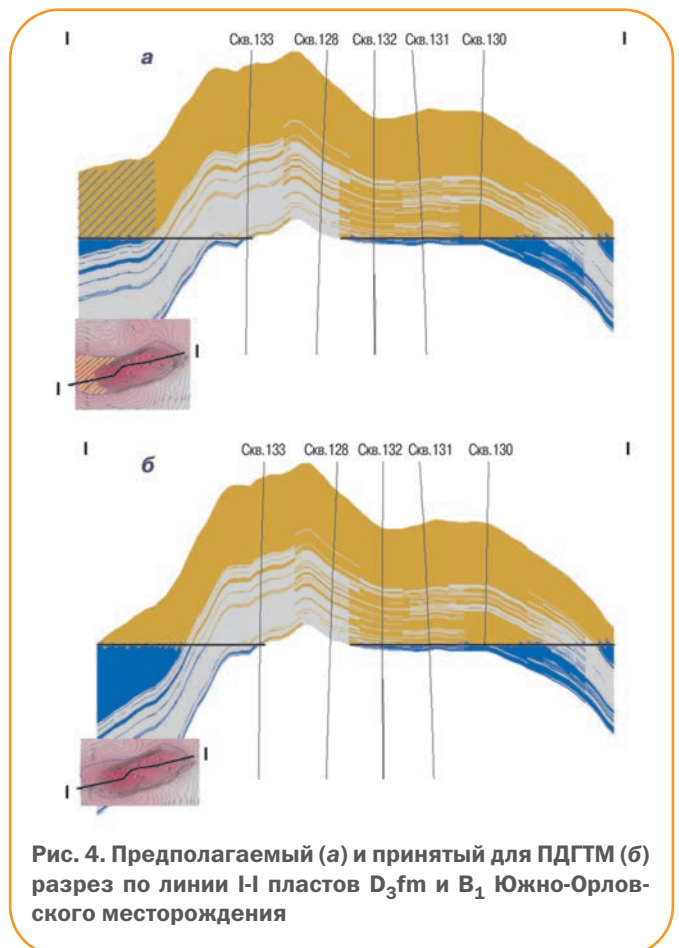 I I
Скв.133 Скв.128 Скв.132 Скв.131 Скв.130
а
I
I
I I
Скв.133 Скв.128 Скв.132 Скв.131 Скв.130
б
I
I
Рис. 4. Предполагаемый (а) и принятый для ПДГТМ (б)
разрез по линии I-I пластов D₃fm и В₁ Южно-Орлов-
ского месторождения